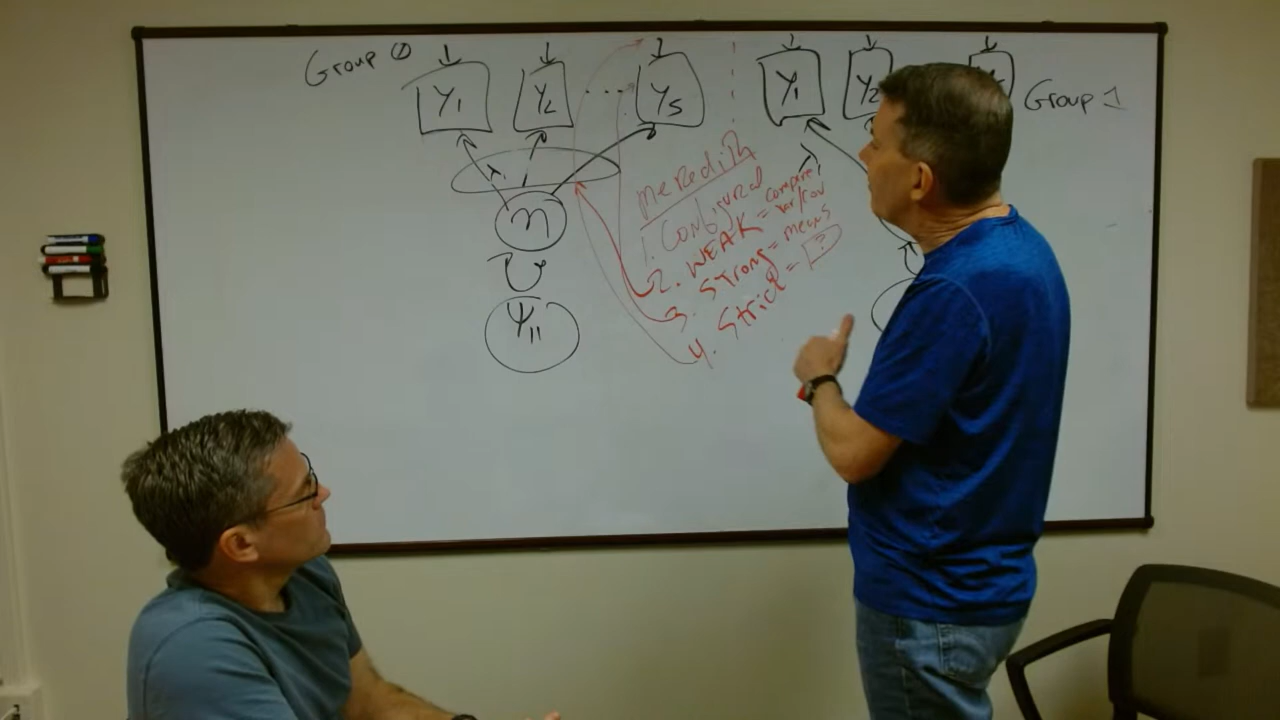 Group 0 Y1 Y2 .... Y5 Y1 Y2 Group 1
λ
η
Ψ11
λ
Meredith
1. Configural
2. WEAK = compare var/cov
3. Strong = means
4. Strict = ?